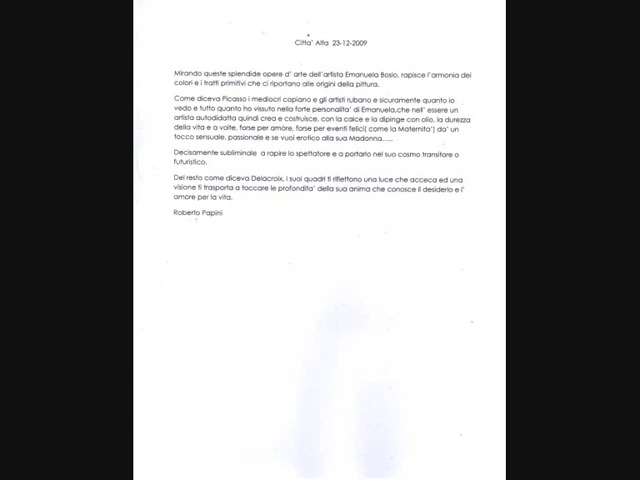 Citta' Alta 23-12-2009
Mirando queste splendide opere d' arte dell'artista Emanuela Bosio, rapisce l'armonia dei
colori e i tratti primitivi che ci riportano alle origini della pittura.
Come diceva Picasso i mediocri copiano e gli artisti rubano e sicuramente quanto io
vedo e tutto quanto ho vissuto nella forte personalita' di Emanuela,che nell' essere un
artista autodidatta quindi crea e costruisce, con la calce e la dipinge con olio, la durezza
della vita e a volte, forse per amore, forse per eventi felici( come la Maternita') da' un
tocco sensuale, passionale e se vuoi erotico alla sua Madonna.....
Decisamente subliminale a rapire lo spettatore e a portarlo nel suo cosmo transitore o
futuristico.
Del resto come diceva Delacroix, i suoi quadri ti riflettono una luce che acceca ed una
visione ti trasporta a toccare le profondita' della sua anima che conosce il desiderio e l'
amore per la vita.
Roberto Papini